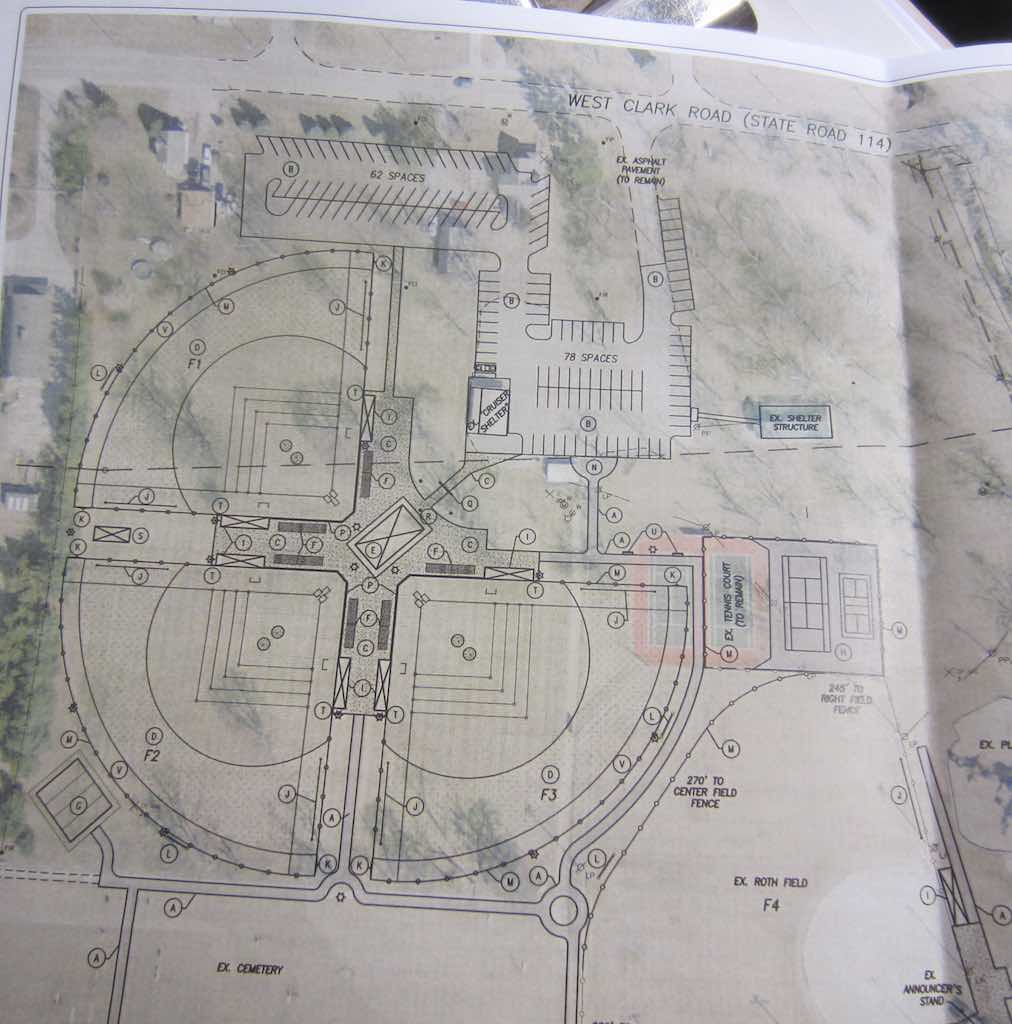 WEST CLARK ROAD (STATE ROAD 114)
EX. ASPHALT
PAVEMENT
(TO REMAIN)
B
62 SPACES
K
B
B
J
M
V
D
F1
L
78 SPACES
T
I
EX. "CRUISER
SHELTER"
B
EX. SHELTER
STRUCTURE
C
F
N
C
J
Q
K
T
R
P
A
S
I
C
F
E
F
C
I
A
U
K
T
P
M
K
J
T
EX. TENNIS COURT
(TO REMAIN)
F
J
M
M
H
C
I
245' TO
RIGHT FIELD
FENCE
T
T
L
M
D
F2
M
V
D
F3
V
270' TO
CENTER FIELD
FENCE
EX. PL
G
J
J
J
A
L
K
K
L
M
A
EX. ROTH FIELD
F4
I
A
A
A
EX. CEMETERY
EX.
ANNOUNCER'S
STAND